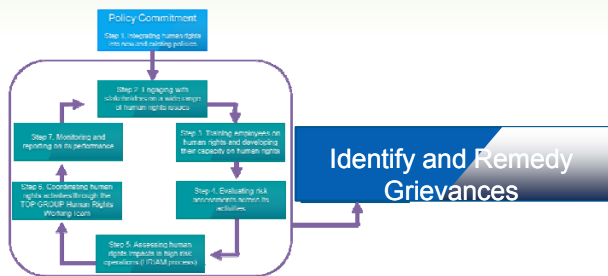 Policy Commitment
Step 1. Integrating human rights
into new and existing policies
Step 2. Engaging with
stakeholders on a wide range
of human rights issues
Step 3. Training employees on
human rights and developing
their capacity on human rights
Step 4. Evaluating risk
assessments across its
activities
Step 5. Assessing human
rights impacts in high risk
operations (HRIAM process)
Step 6. Coordinating human
rights activities through the
TOP GROUP Human Rights
Working Team
Step 7. Monitoring and
reporting on its performance
Identify and Remedy
Grievances